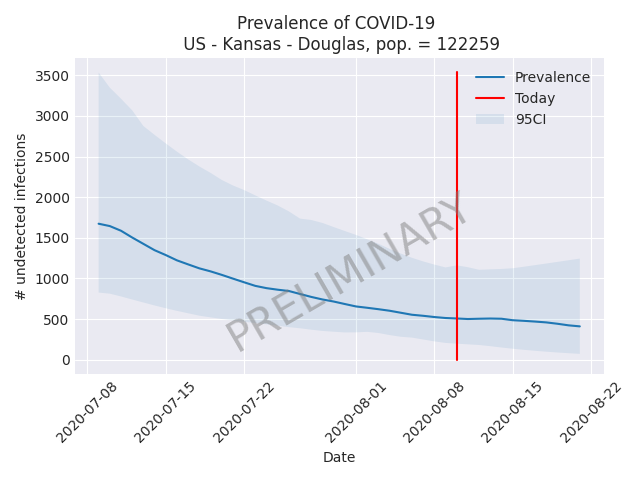 Prevalence of COVID-19
US - Kansas - Douglas, pop. = 122259
# undetected infections
3500
3000
2500
2000
1500
1000
500
0
Prevalence
Today
95CI
PRELIMINARY
2020-07-08
2020-07-15
2020-07-22
2020-08-01
2020-08-08
2020-08-15
2020-08-22
Date